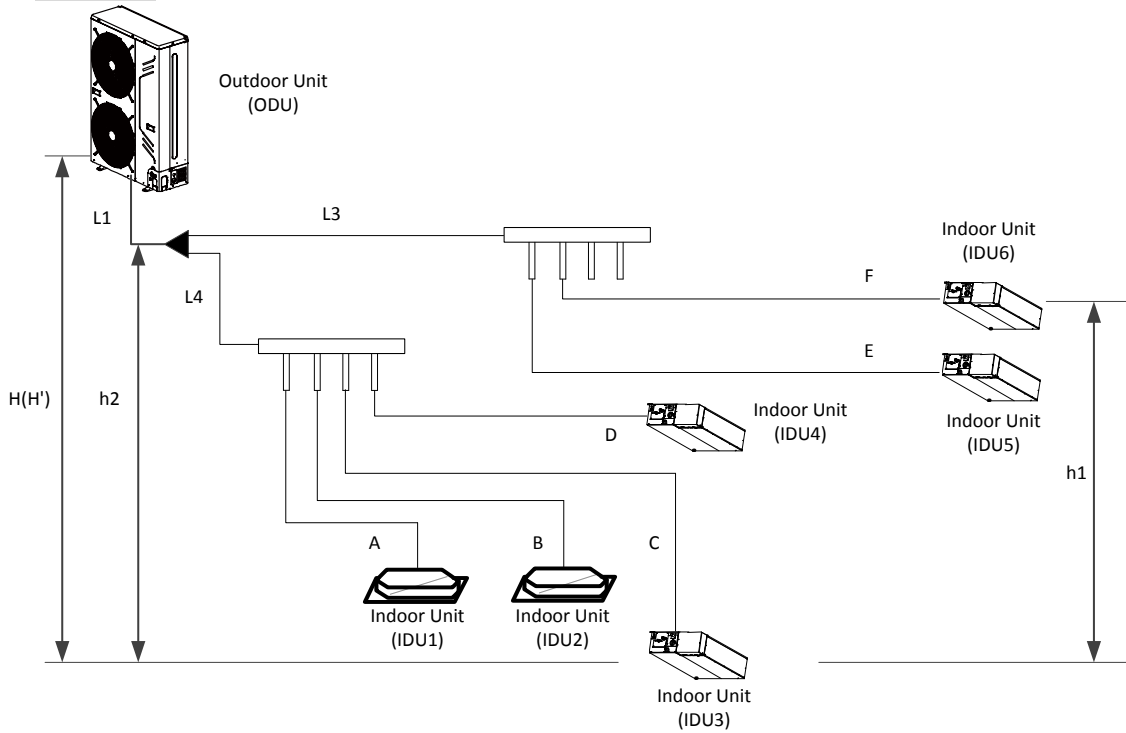 Outdoor Unit
(ODU)
L1
L3
Indoor Unit
(IDU6)
F
L4
E
H(H')
h2
D
Indoor Unit
(IDU4)
Indoor Unit
(IDU5)
h1
A
B
C
Indoor Unit
(IDU1)
Indoor Unit
(IDU2)
Indoor Unit
(IDU3)